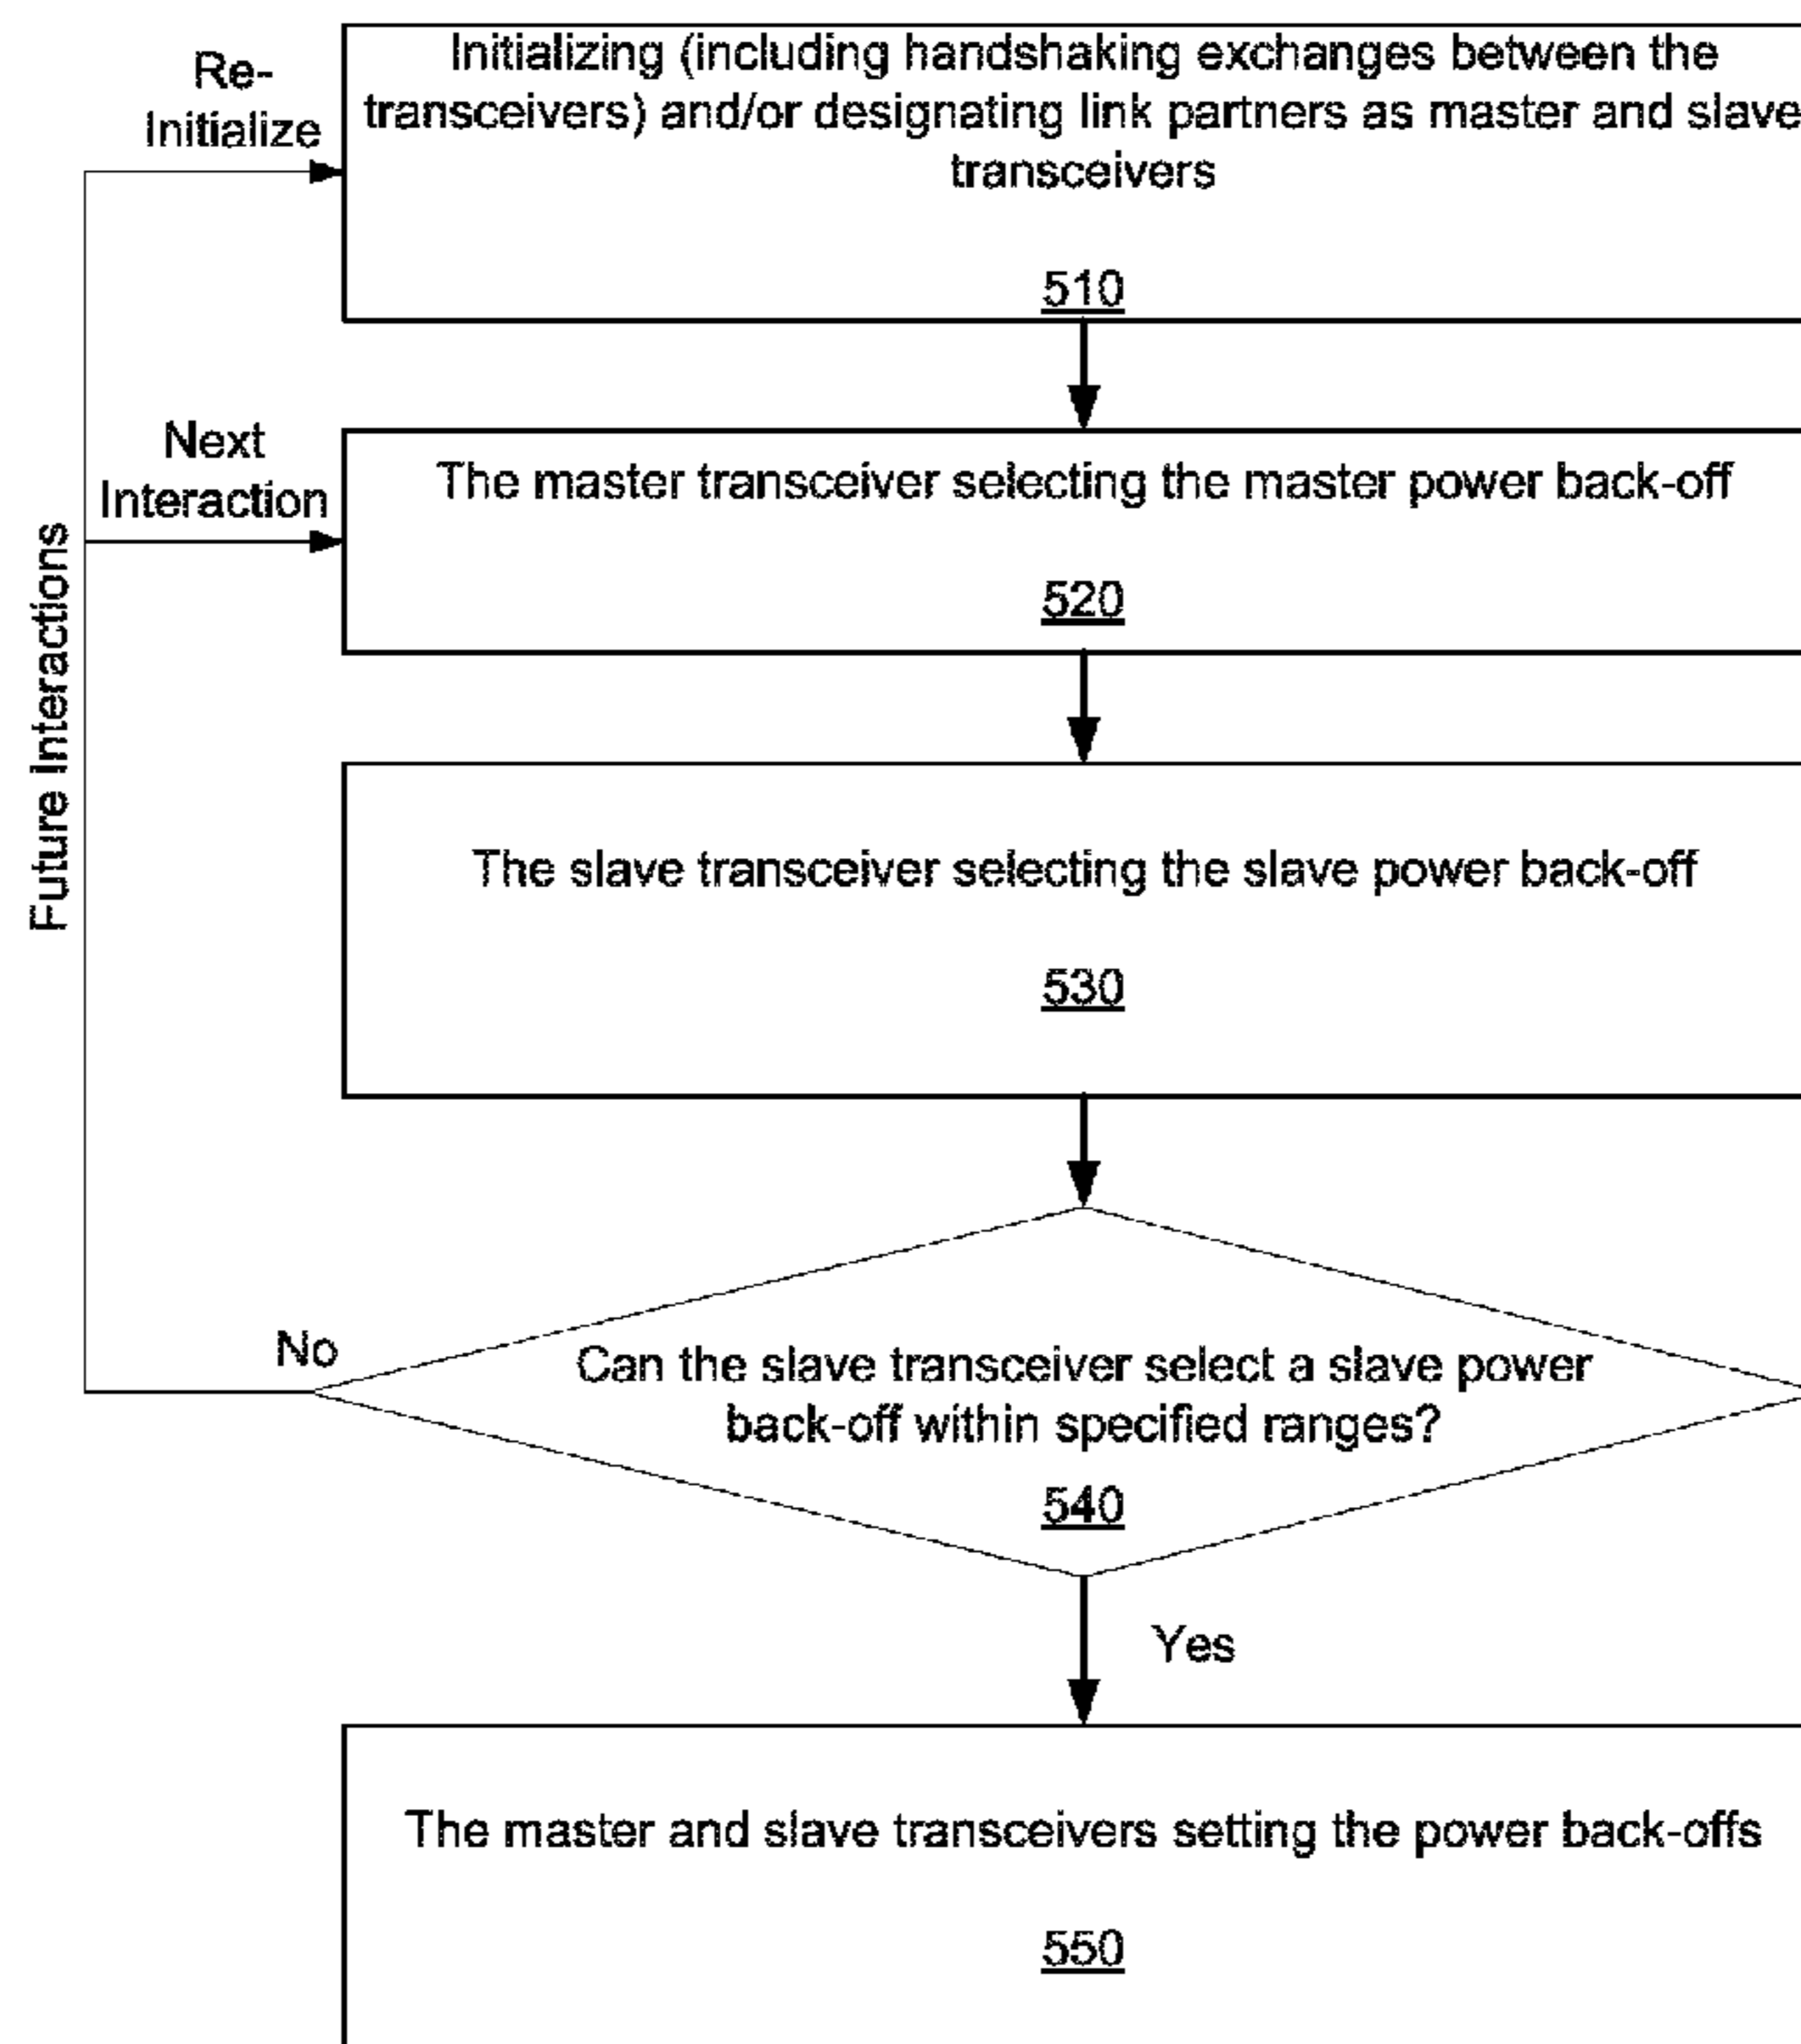 Re-
Initialize
Initializing (including handshaking exchanges between the
transceivers) and/or designating link partners as master and slave
transceivers
510
Next
Interaction
The master transceiver selecting the master power back-off
520
Future Interactions
The slave transceiver selecting the slave power back-off
530
No
Can the slave transceiver select a slave power
back-off within specified ranges?
540
Yes
The master and slave transceivers setting the power back-offs
550